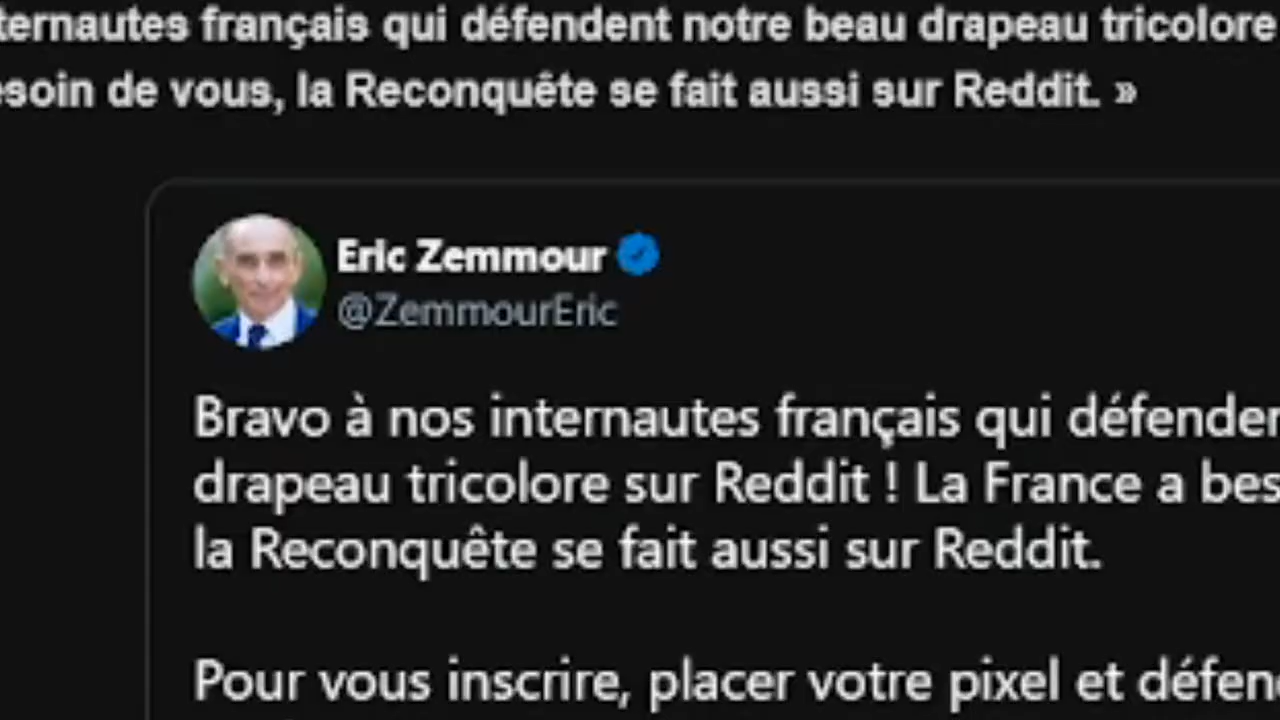 ternautes français qui défendent notre beau drapeau tricolore
esoin de vous, la Reconquête se fait aussi sur Reddit. »
Eric Zemmour
@ZemmourEric
Bravo à nos internautes français qui défenden
drapeau tricolore sur Reddit ! La France a bes
la Reconquête se fait aussi sur Reddit.
Pour vous inscrire, placer votre pixel et défend